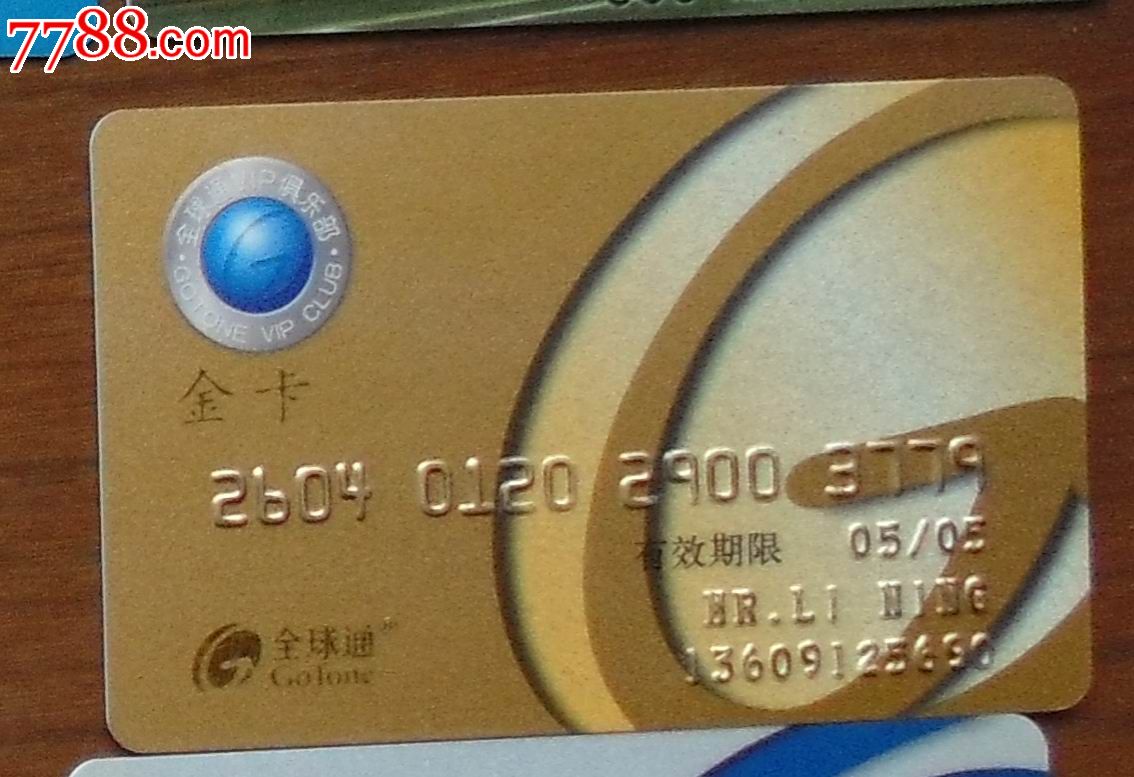 7788.com
全球通VIP俱乐部
·GOTONE VIP CLUB·
金卡
2604 0120 2900 3779
有效期限 05/05
MR.LI NING
全球通
GoTone